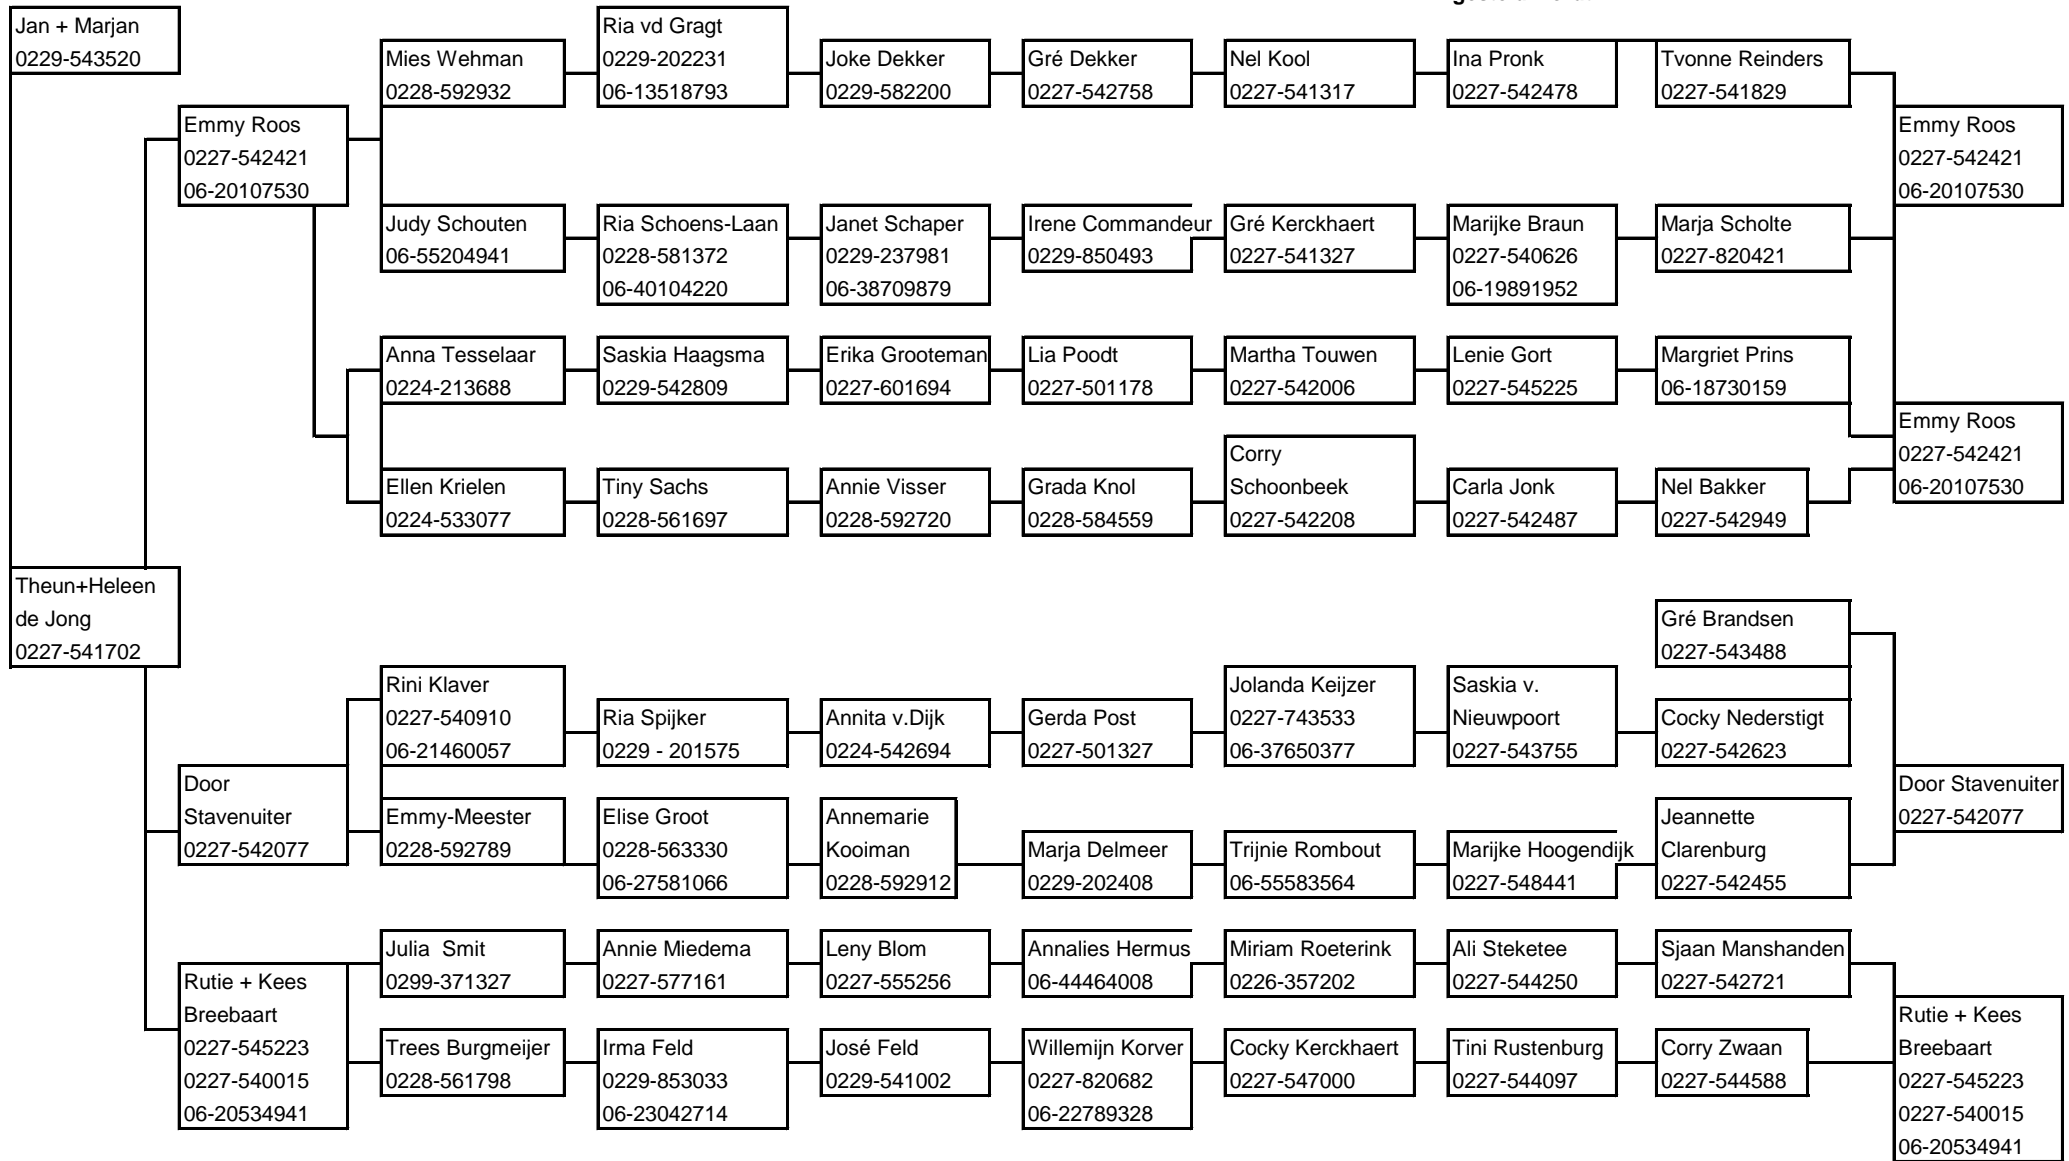 Jan + Marjan
0229-543520
Theun+Heleen
de Jong
0227-541702
Emmy Roos
0227-542421
06-20107530
Mies Wehman
0228-592932
Ria vd Gragt
0229-202231
06-13518793
Joke Dekker
0229-582200
Gré Dekker
0227-542758
Nel Kool
0227-541317
Ina Pronk
0227-542478
Tvonne Reinders
0227-541829
Emmy Roos
0227-542421
06-20107530
Judy Schouten
06-55204941
Ria Schoens-Laan
0228-581372
06-40104220
Janet Schaper
0229-237981
06-38709879
Irene Commandeur
0229-850493
Gré Kerckhaert
0227-541327
Marijke Braun
0227-540626
06-19891952
Marja Scholte
0227-820421
Anna Tesselaar
0224-213688
Saskia Haagsma
0229-542809
Erika Grooteman
0227-601694
Lia Poodt
0227-501178
Martha Touwen
0227-542006
Lenie Gort
0227-545225
Margriet Prins
06-18730159
Emmy Roos
0227-542421
06-20107530
Ellen Krielen
0224-533077
Tiny Sachs
0228-561697
Annie Visser
0228-592720
Grada Knol
0228-584559
Corry
Schoonbeek
0227-542208
Carla Jonk
0227-542487
Nel Bakker
0227-542949
Gré Brandsen
0227-543488
Door
Stavenuiter
0227-542077
Rini Klaver
0227-540910
06-21460057
Ria Spijker
0229 - 201575
Annita v.Dijk
0224-542694
Gerda Post
0227-501327
Jolanda Keijzer
0227-743533
06-37650377
Saskia v.
Nieuwpoort
0227-543755
Cocky Nederstigt
0227-542623
Door Stavenuiter
0227-542077
Emmy-Meester
0228-592789
Elise Groot
0228-563330
06-27581066
Annemarie
Kooiman
0228-592912
Marja Delmeer
0229-202408
Trijnie Rombout
06-55583564
Marijke Hoogendijk
0227-548441
Jeannette
Clarenburg
0227-542455
Rutie + Kees
Breebaart
0227-545223
0227-540015
06-20534941
Julia  Smit
0299-371327
Annie Miedema
0227-577161
Leny Blom
0227-555256
Annalies Hermus
06-44464008
Miriam Roeterink
0226-357202
Ali Steketee
0227-544250
Sjaan Manshanden
0227-542721
Trees Burgmeijer
0228-561798
Irma Feld
0229-853033
06-23042714
José Feld
0229-541002
Willemijn Korver
0227-820682
06-22789328
Cocky Kerckhaert
0227-547000
Tini Rustenburg
0227-544097
Corry Zwaan
0227-544588
Rutie + Kees
Breebaart
0227-545223
0227-540015
06-20534941